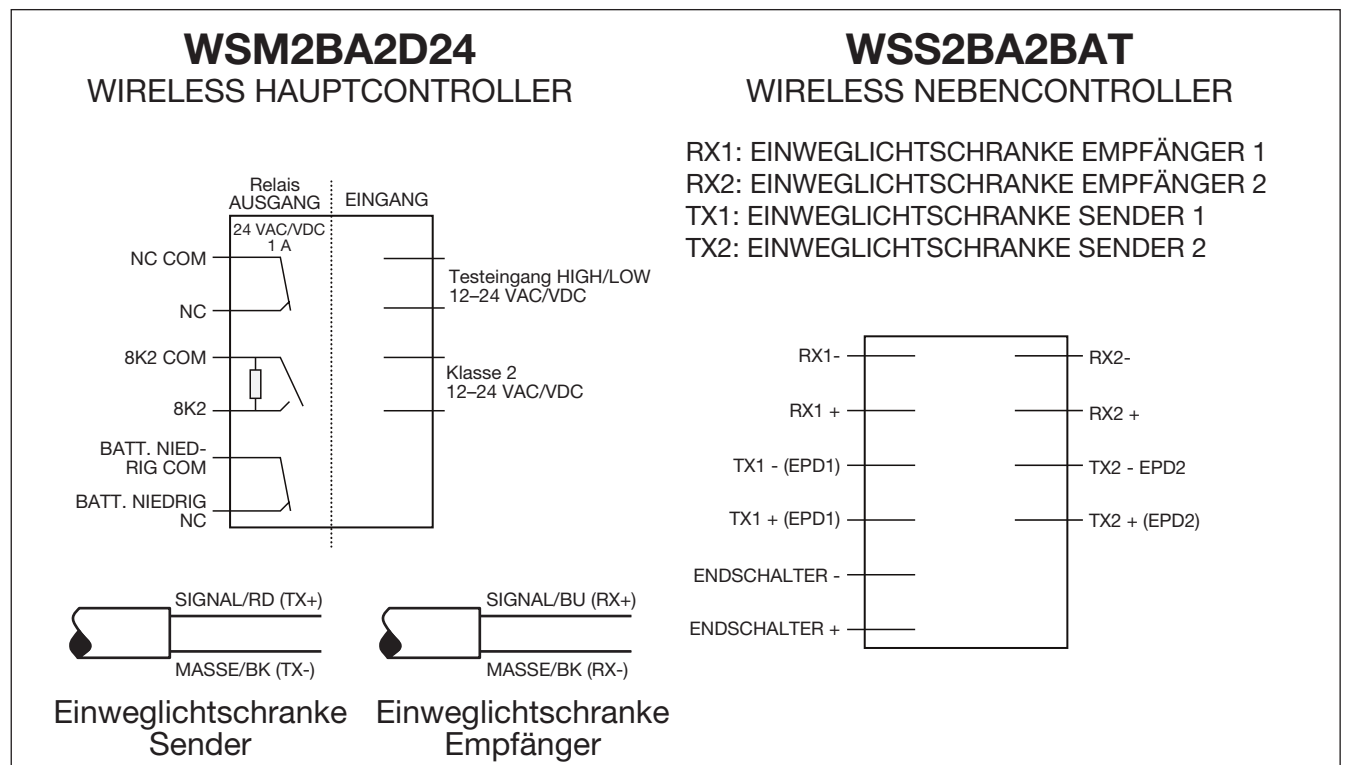 WSM2BA2D24
WIRELESS HAUPTCONTROLLER
Relais
AUSGANG
EINGANG
24 VAC/VDC
1 A
NC COM
NC
8K2 COM
8K2
BATT. NIED-
RIG COM
BATT. NIEDRIG
NC
Testeingang HIGH/LOW
12–24 VAC/VDC
Klasse 2
12–24 VAC/VDC
SIGNAL/RD (TX+)
MASSE/BK (TX-)
Einweglichtschranke
Sender
SIGNAL/BU (RX+)
MASSE/BK (RX-)
Einweglichtschranke
Empfänger
WSS2BA2BAT
WIRELESS NEBENCONTROLLER
RX1: EINWEGLICHTSCHRANKE EMPFÄNGER 1
RX2: EINWEGLICHTSCHRANKE EMPFÄNGER 2
TX1: EINWEGLICHTSCHRANKE SENDER 1
TX2: EINWEGLICHTSCHRANKE SENDER 2
RX1-
RX1 +
TX1 - (EPD1)
TX1 + (EPD1)
ENDSCHALTER -
ENDSCHALTER +
RX2-
RX2 +
TX2 - EPD2
TX2 + (EPD2)